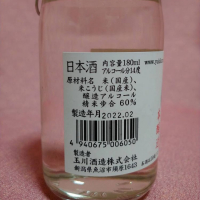 日本酒 内容量180ml
アルコール分14度
原材料名 米(国産)、
米こうじ(国産)、
醸造アルコール
精米歩合 60%
製造年月2022.02
4940675006050
製造者
玉川酒造株式会社
新潟県魚沼市須原1643